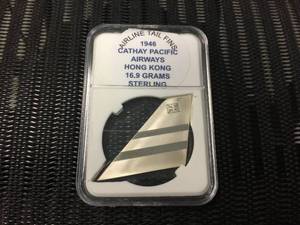 AIRLINE TAIL FINS
1946
CATHAY PACIFIC
AIRWAYS
HONG KONG
16.9 GRAMS
STERLING